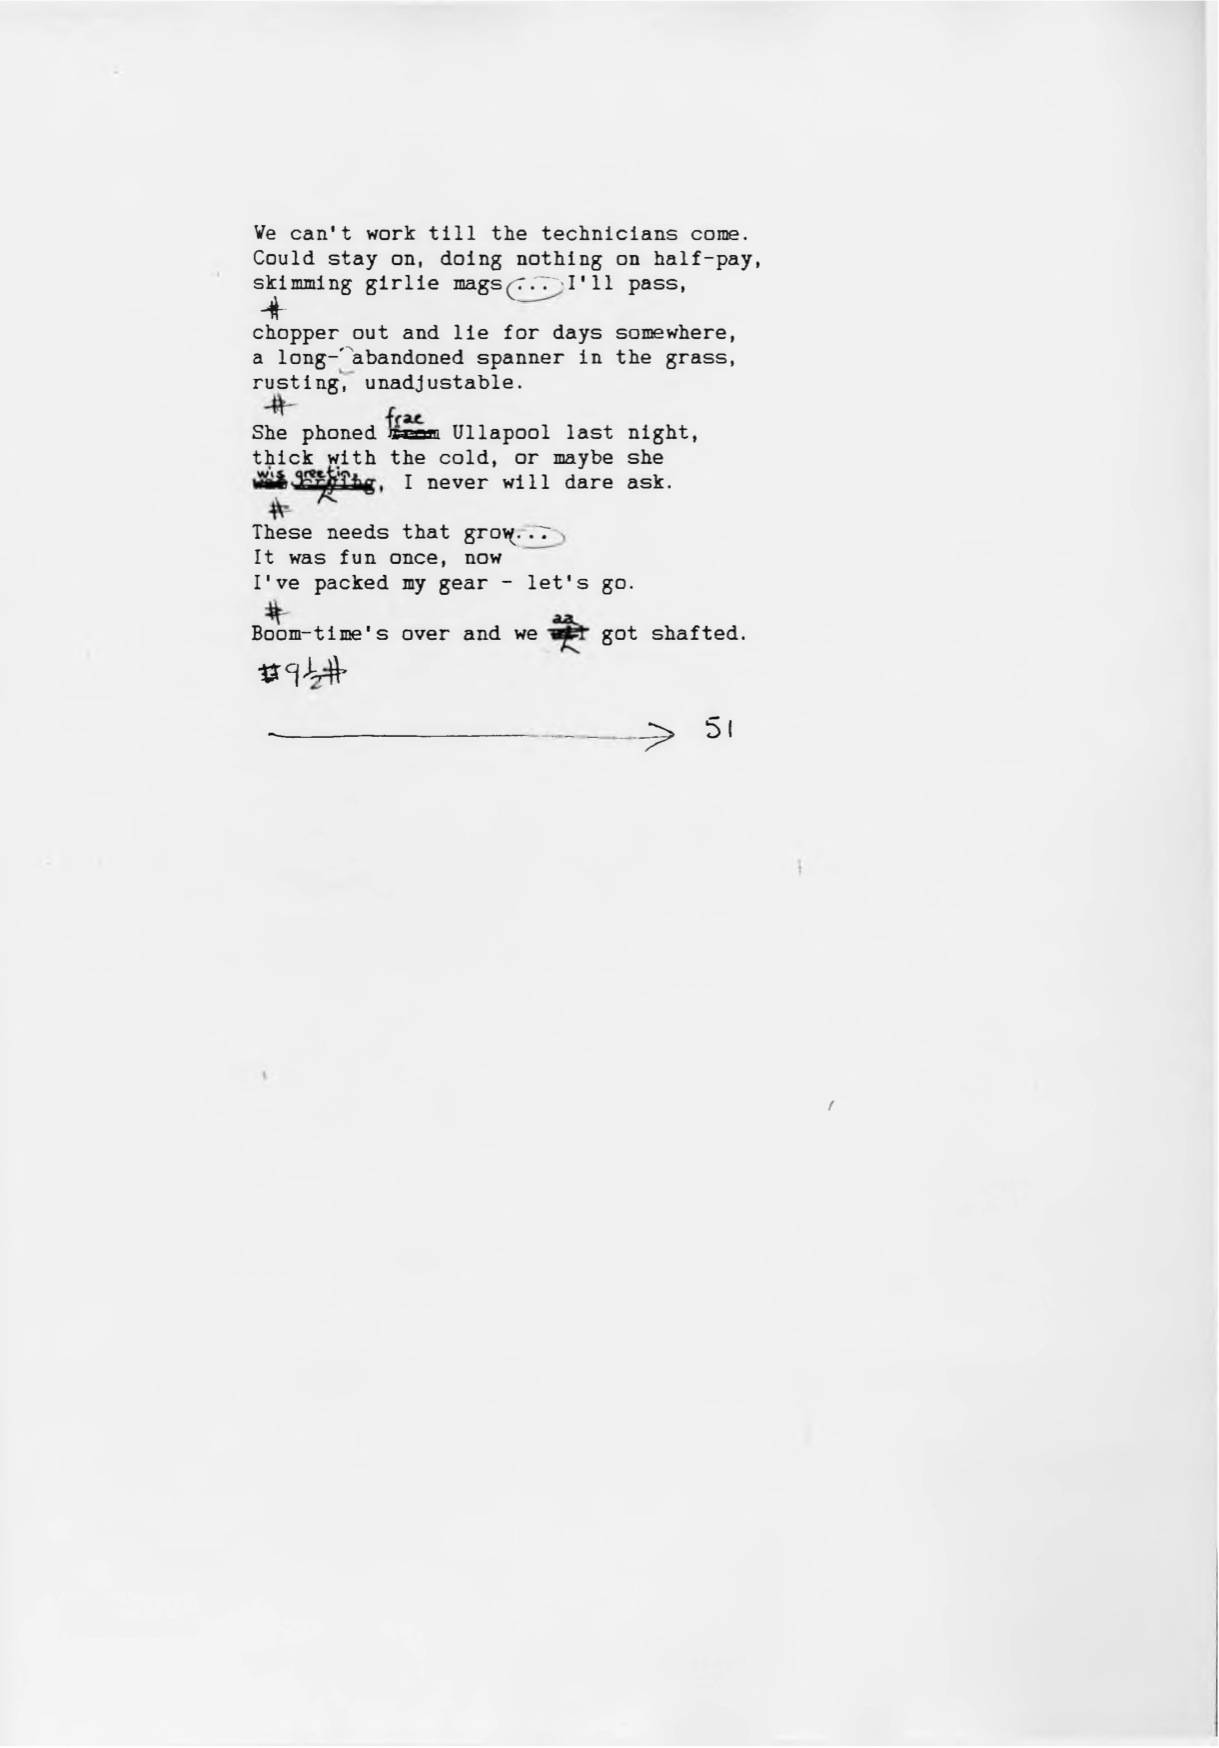 We can't work till the technicians come.
Could stay on, doing nothing on half-pay,
skimming girlie mags... I'll pass,
#
chopper out and lie for days somewhere,
a long-abandoned spanner in the grass,
rusting, unadjustable.
#
frae
She phoned Ullapool last night,
thick with the cold, or maybe she
wis greetin,
, I never will dare ask.
#
These needs that grow...
It was fun once, now
I've packed my gear - let's go.
#
aa
Boom-time's over and we got shafted.
# 9½ #
51